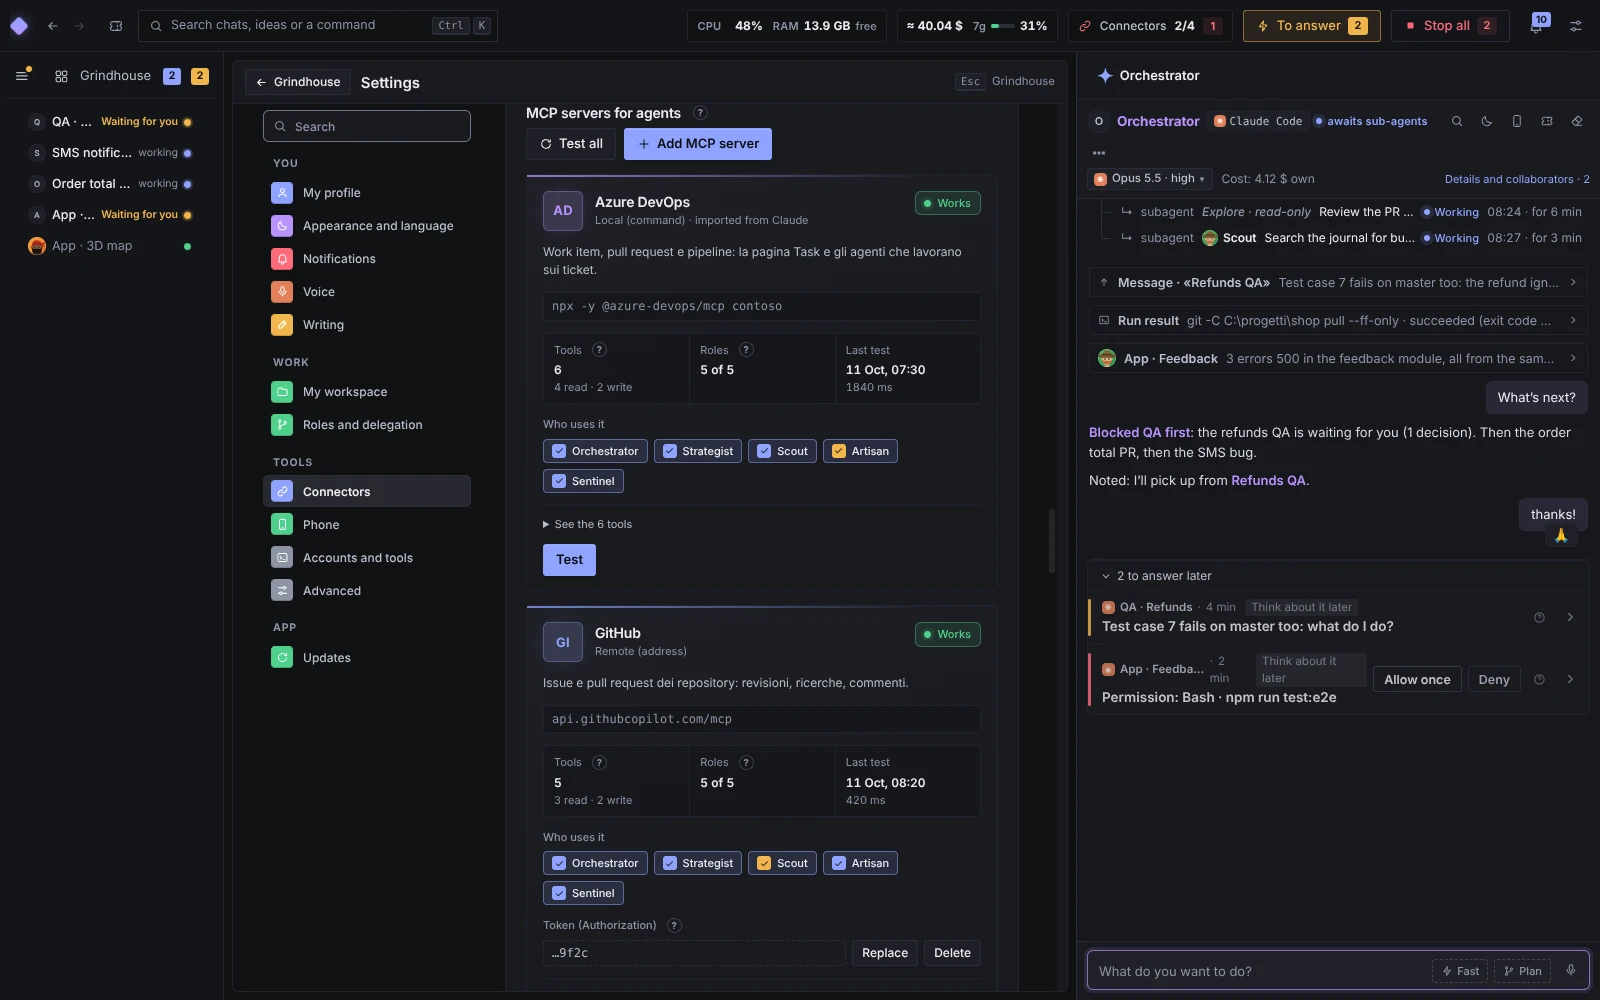 Search chats, ideas or a command Ctrl K
CPU 48% RAM 13.9 GB free
≈ 40.04 $ 7g 31%
Connectors 2/4 1
To answer 2
Stop all 2
10
Grindhouse 2 2
Q QA · ... Waiting for you
S SMS notific... working
O Order total ... working
A App ·... Waiting for you
App · 3D map
← Grindhouse Settings
Esc Grindhouse
Search
YOU
My profile
Appearance and language
Notifications
Voice
Writing
WORK
My workspace
Roles and delegation
TOOLS
Connectors
Phone
Accounts and tools
Advanced
APP
Updates
MCP servers for agents ?
Test all
+ Add MCP server
AD
Azure DevOps
Local (command) · imported from Claude
Works
Work item, pull request e pipeline: la pagina Task e gli agenti che lavorano
sui ticket.
npx -y @azure-devops/mcp contoso
Tools ?
6
4 read · 2 write
Roles ?
5 of 5
Last test
11 Oct, 07:30
1840 ms
Who uses it
Orchestrator Strategist Scout Artisan
Sentinel
See the 6 tools
Test
GI
GitHub
Remote (address)
Works
Issue e pull request dei repository: revisioni, ricerche, commenti.
api.githubcopilot.com/mcp
Tools ?
5
3 read · 2 write
Roles ?
5 of 5
Last test
11 Oct, 08:20
420 ms
Who uses it
Orchestrator Strategist Scout Artisan
Sentinel
Token (Authorization) ?
…9f2c
Replace
Delete
Orchestrator
O Orchestrator Claude Code awaits sub-agents
Opus 5.5 · high Cost: 4.12 $ own Details and collaborators · 2
subagent Explore · read-only Review the PR ... Working 08:24 · for 6 min
subagent Scout Search the journal for bu... Working 08:27 · for 3 min
Message · «Refunds QA» Test case 7 fails on master too: the refund ign...
Run result git -C C:\progetti\shop pull --ff-only · succeeded (exit code ...
App · Feedback 3 errors 500 in the feedback module, all from the sam...
What's next?
Blocked QA first: the refunds QA is waiting for you (1 decision). Then the order
total PR, then the SMS bug.
Noted: I'll pick up from Refunds QA.
thanks!
2 to answer later
QA · Refunds · 4 min Think about it later
Test case 7 fails on master too: what do I do?
App · Feedba... · 2 min Think about it later
Permission: Bash · npm run test:e2e
Allow once
Deny
What do you want to do?
Fast
Plan